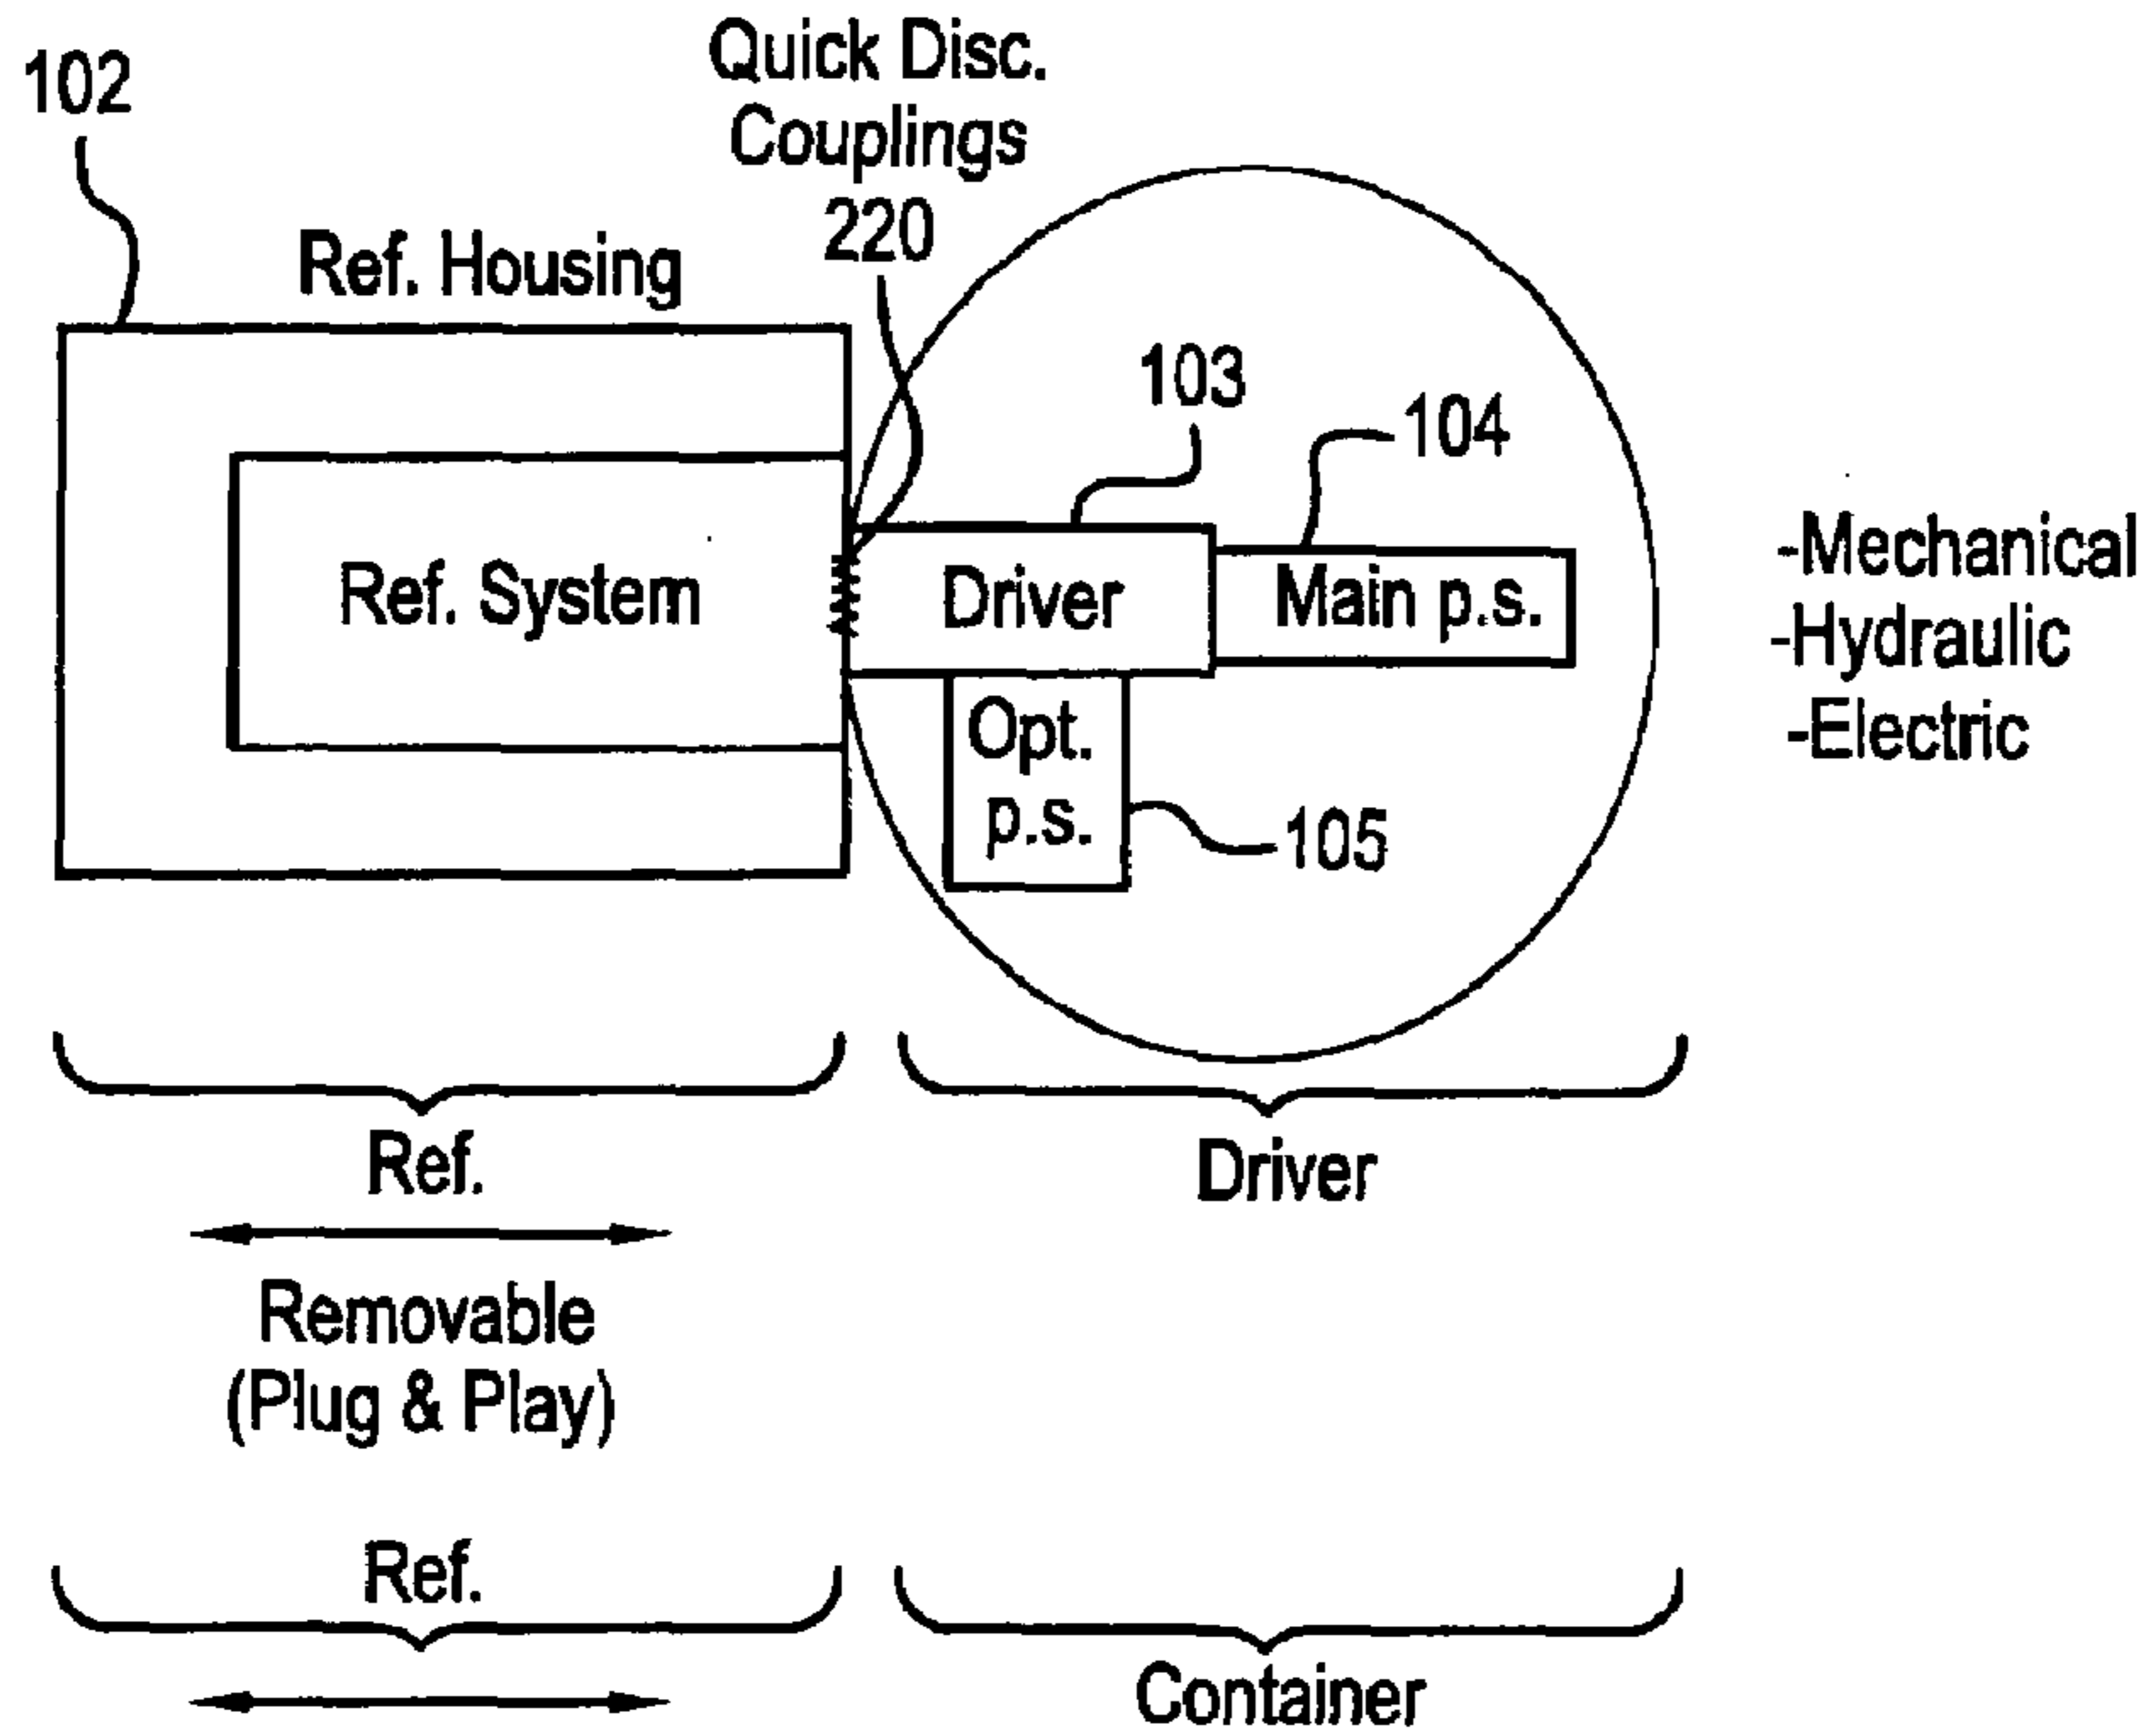 102
Quick Disc.
Couplings
220
Ref. Housing
103
104
Ref. System
Driver
Main p.s.
-Mechanical
-Hydraulic
-Electric
Opt.
p.s.
105
Ref.
Driver
Removable
(Plug & Play)
Ref.
Container